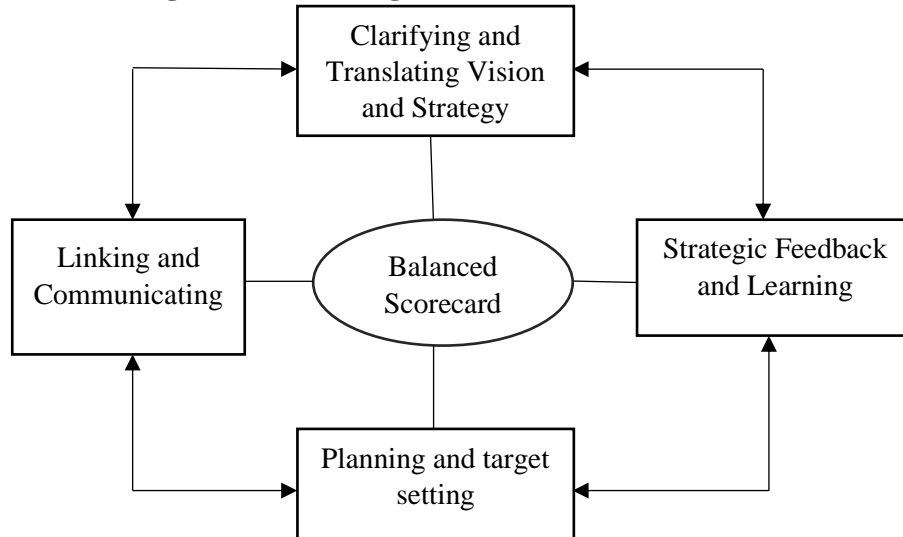 Clarifying and
Translating Vision
and Strategy
Linking and
Communicating
Balanced
Scorecard
Strategic Feedback
and Learning
Planning and target
setting